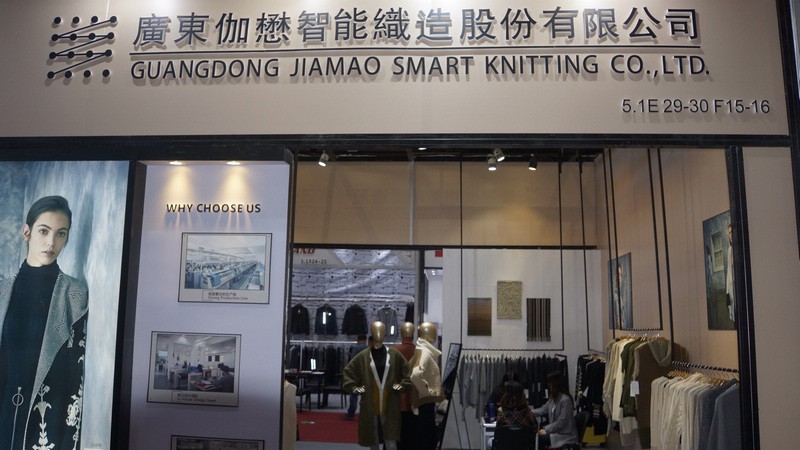 廣東伽懋智能織造股份有限公司
GUANGDONG JIAMAO SMART KNITTING CO.,LTD.
5.1E 29-30 F15-16
WHY CHOOSE US